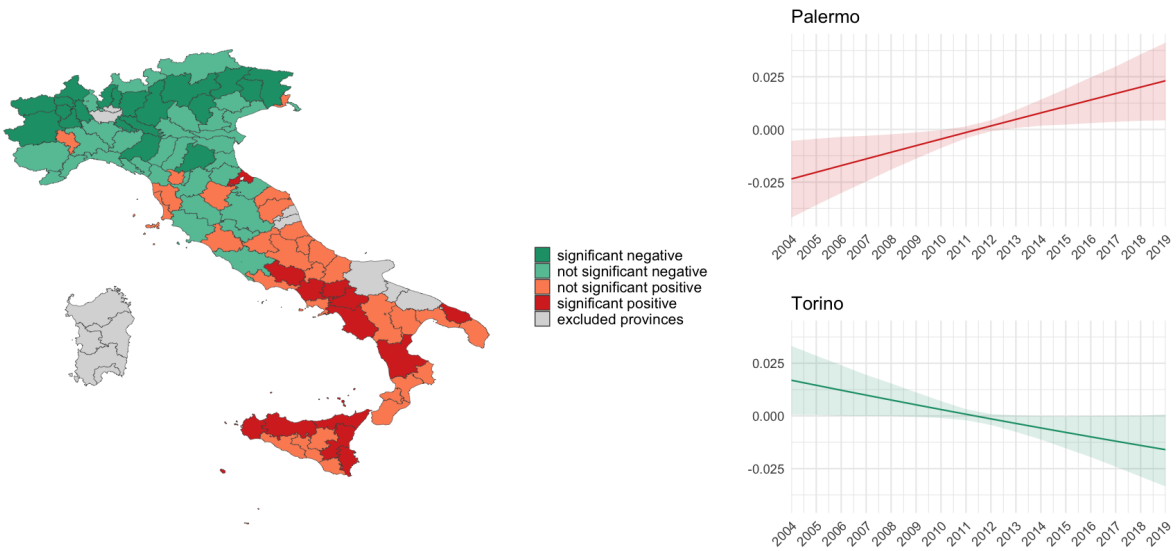 significant negative
not significant negative
not significant positive
significant positive
excluded provinces
Palermo
0.025
0.000
-0.025
2004 2005 2006 2007 2008 2009 2010 2011 2012 2013 2014 2015 2016 2017 2018 2019
Torino
0.025
0.000
-0.025
2004 2005 2006 2007 2008 2009 2010 2011 2012 2013 2014 2015 2016 2017 2018 2019